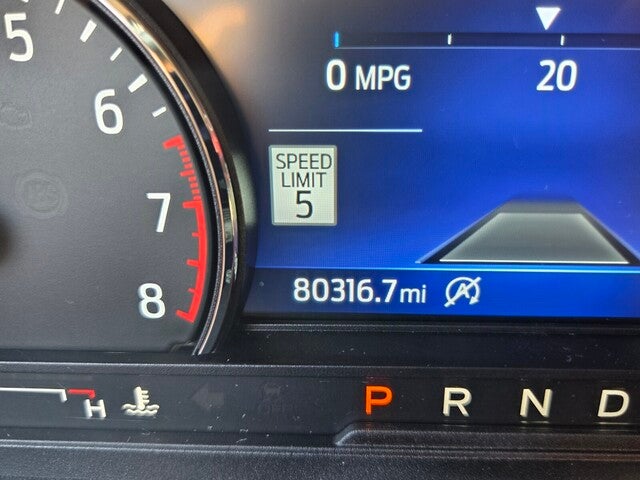 5
6
7
8
0 MPG 20
SPEED
LIMIT
5
80316.7mi A
H P R N D